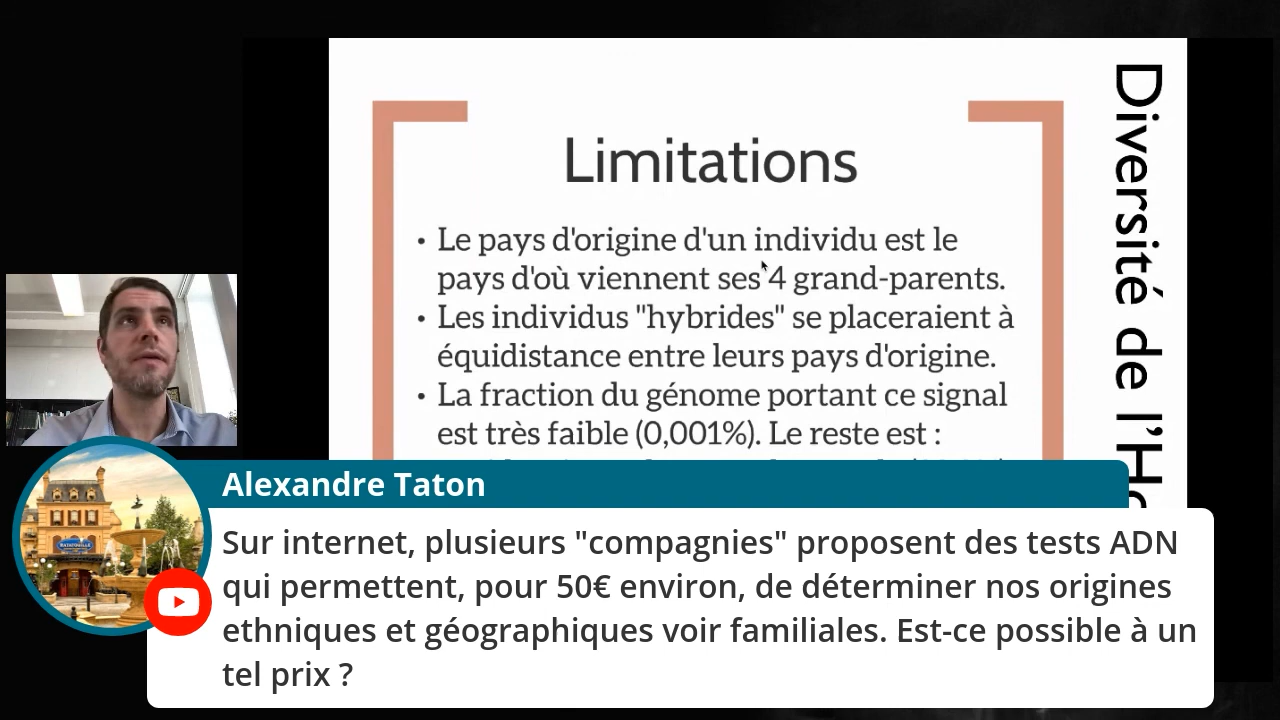 Limitations
• Le pays d'origine d'un individu est le
pays d'où viennent ses 4 grand-parents.
• Les individus "hybrides" se placeraient à
équidistance entre leurs pays d'origine.
• La fraction du génome portant ce signal
est très faible (0,001%). Le reste est :
Diversité de l'H
Alexandre Taton
Sur internet, plusieurs "compagnies" proposent des tests ADN
qui permettent, pour 50€ environ, de déterminer nos origines
ethniques et géographiques voir familiales. Est-ce possible à un
tel prix ?